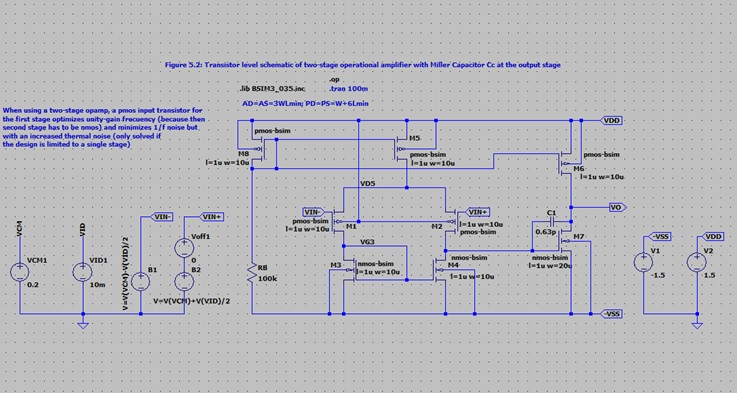 Figure 5.2: Transistor level schematic of two-stage operational amplifier with Miller Capacitor Cc at the output stage
.op
.lib BSIM3_035.inc
.tran 100m
AD=AS=3WLmin; PD=PS=W+6Lmin
When using a two-stage opamp, a pmos input transistor for
the first stage optimizes unity-gain frecuency (because then
second stage has to be nmos) and minimizes 1/f noise but
with an increased thermal noise (only solved if
the design is limited to a single stage)
VDD
pmos-bsim
M8
l=1u w=10u
M5
pmos-bsim
l=1u w=10u
pmos-bsim
M6
l=1u w=10u
VD5
VIN-
pmos-bsim
l=1u w=10u
M1
M2
VIN+
l=1u w=10u
pmos-bsim
VO
C1
0.63p
M7
nmos-bsim
l=1u w=20u
VG3
M3
nmos-bsim
l=1u w=10u
nmos-bsim
M4
l=1u w=10u
RB
100k
-VSS
VCM
VCM1
0.2
VID
VID1
10m
VIN-
VIN+
Voff1
0
B1
V=V(VCM)-V(VID)/2
B2
V=V(VCM)+V(VID)/2
-VSS
V1
-1.5
VDD
V2
1.5